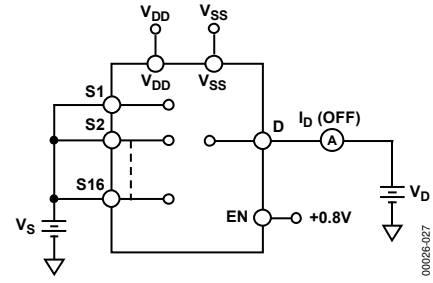 VDD VSS
VDD VSS
S1
S2
D
ID (OFF)
A
S16
VD
EN
+0.8V
VS
00026-027